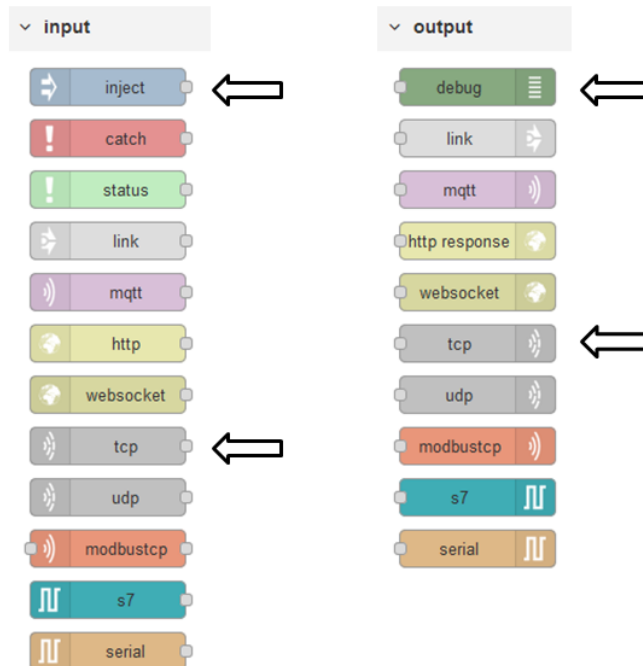 input
inject
catch
status
link
mqtt
http
websocket
tcp
udp
modbustcp
s7
serial
output
debug
link
mqtt
http response
websocket
tcp
udp
modbustcp
s7
serial